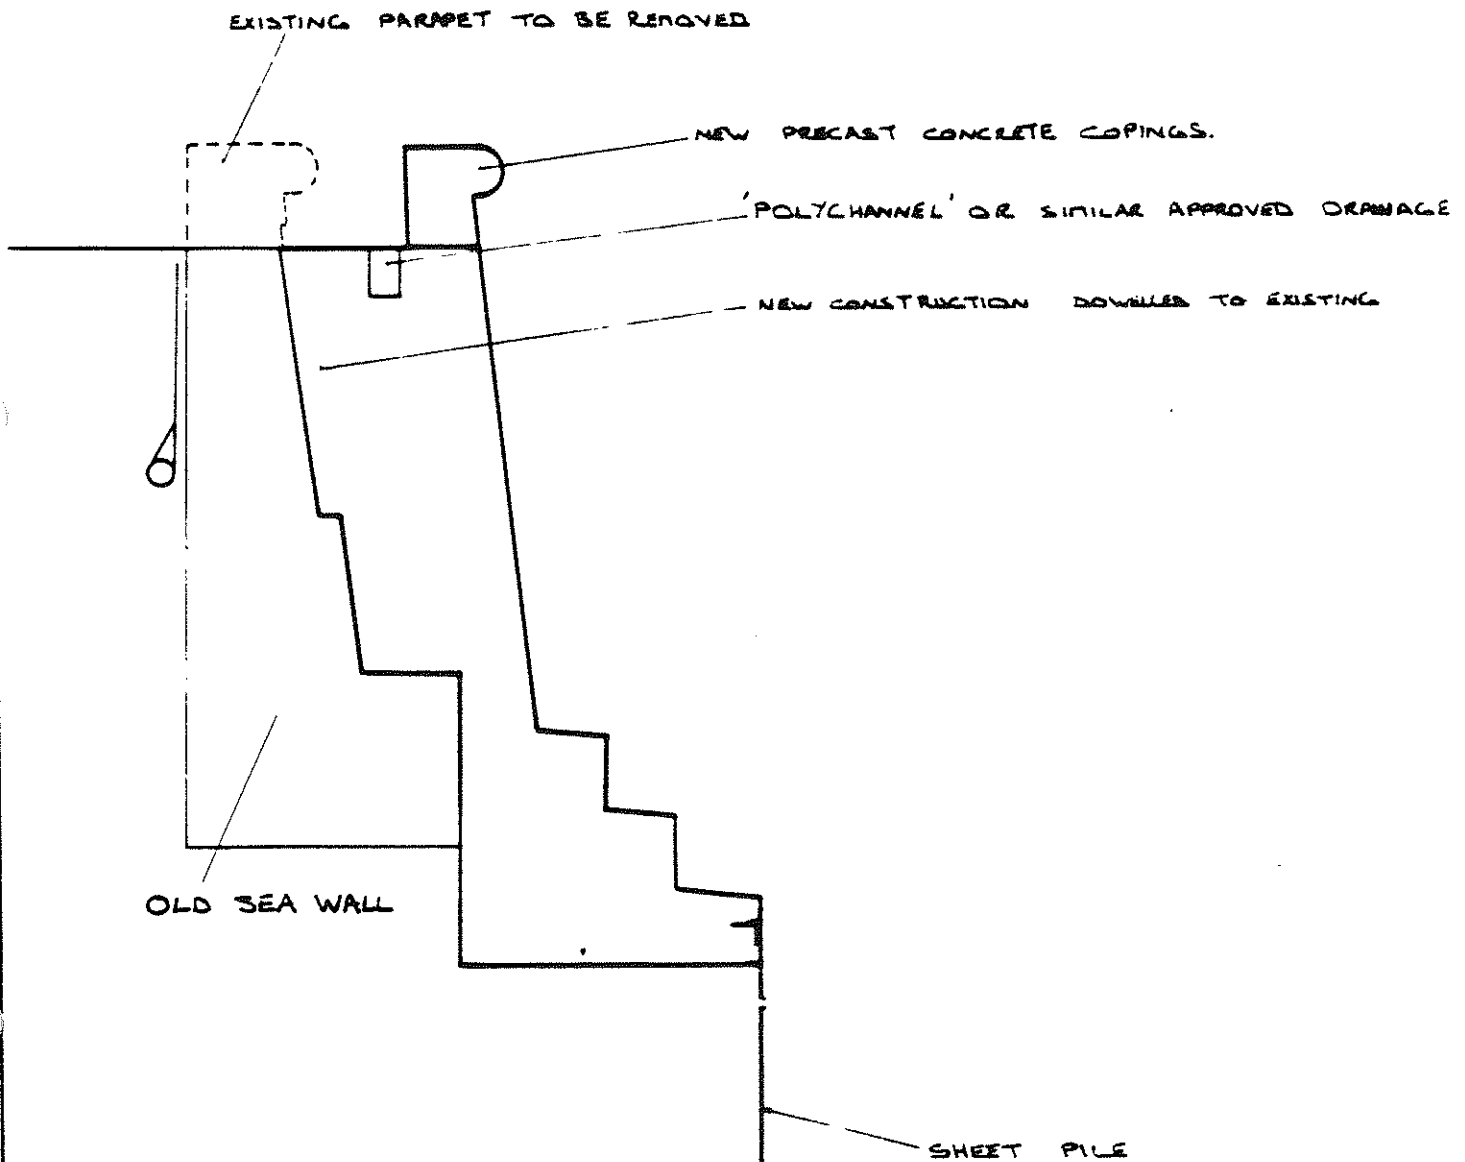 EXISTING PARAPET TO BE REMOVED
NEW PRECAST CONCRETE COPINGS.
'POLYCHANNEL' OR SIMILAR APPROVED DRAINAGE
NEW CONSTRUCTION DOWELLED TO EXISTING
OLD SEA WALL
SHEET PILE